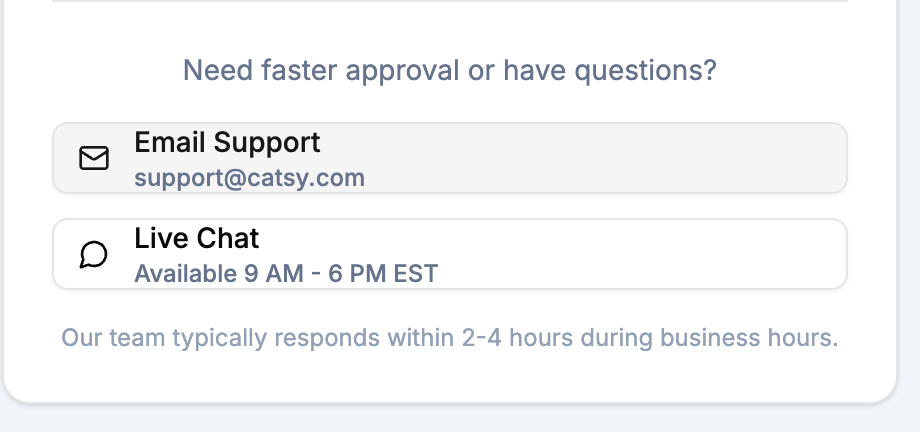 Need faster approval or have questions?
Email Support
support@catsy.com
Live Chat
Available 9 AM - 6 PM EST
Our team typically responds within 2-4 hours during business hours.